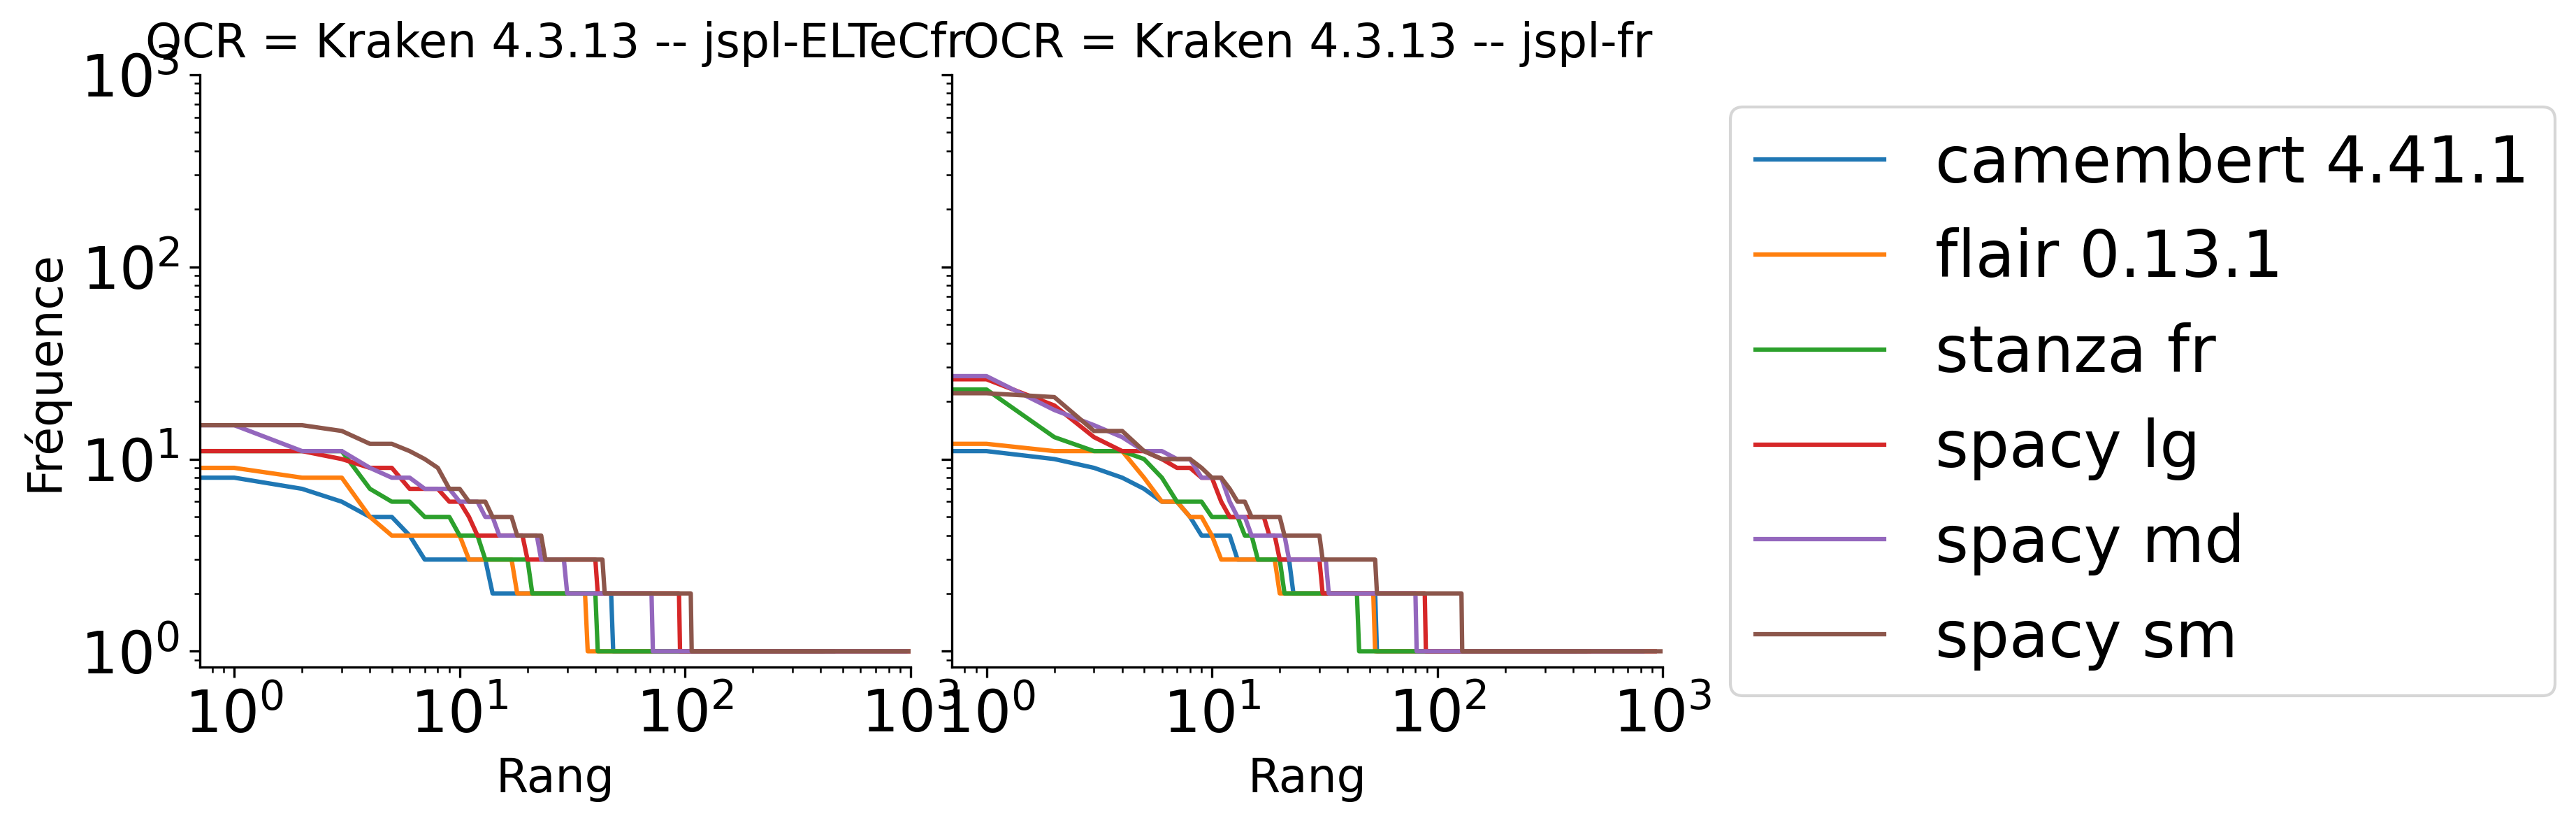 OCR = Kraken 4.3.13 -- jspl-ELTeCfr
OCR = Kraken 4.3.13 -- jspl-fr
Fréquence
10³
10²
10¹
10⁰
10⁰ 10¹ 10² 10³
Rang
10⁰ 10¹ 10² 10³
Rang
camembert 4.41.1
flair 0.13.1
stanza fr
spacy lg
spacy md
spacy sm